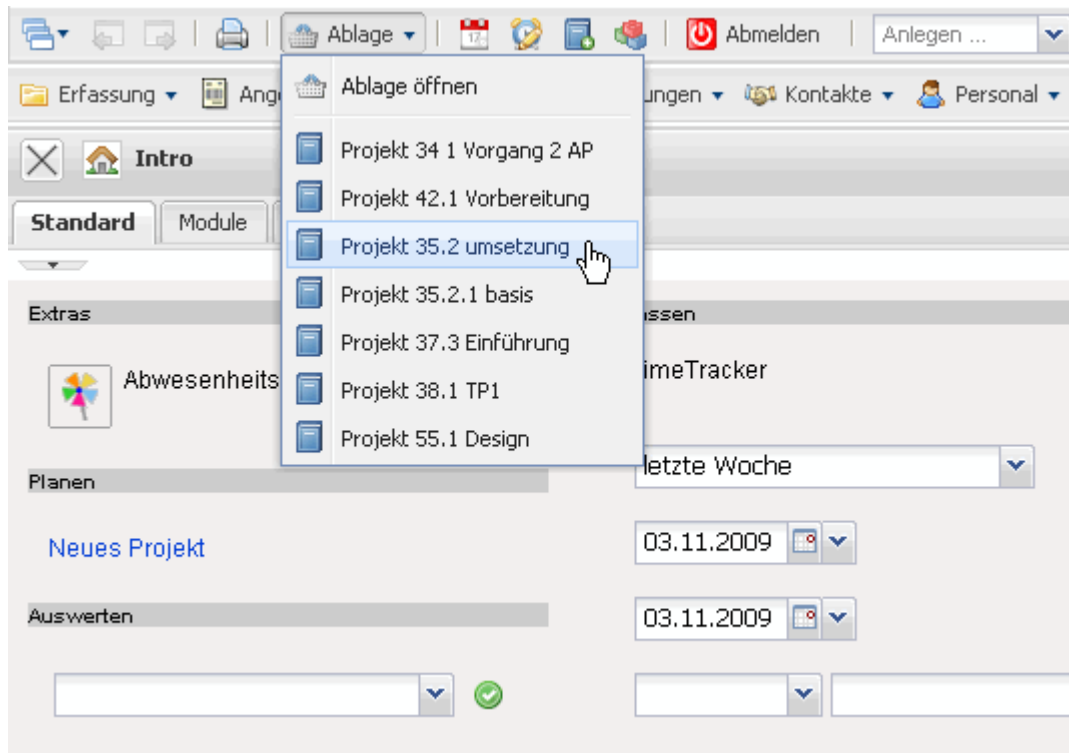 Ablage Abmelden Anlegen ...
Ablage öffnen
Erfassung Kontakte Personal
Intro
Projekt 34 1 Vorgang 2 AP
Projekt 42.1 Vorbereitung
Standard Module
Projekt 35.2 umsetzung
Projekt 35.2.1 basis
Extras
Projekt 37.3 Einführung
Abwesenheits imeTracker
Projekt 38.1 TP1
Projekt 55.1 Design
letzte Woche
Planen
Neues Projekt 03.11.2009
Auswerten 03.11.2009